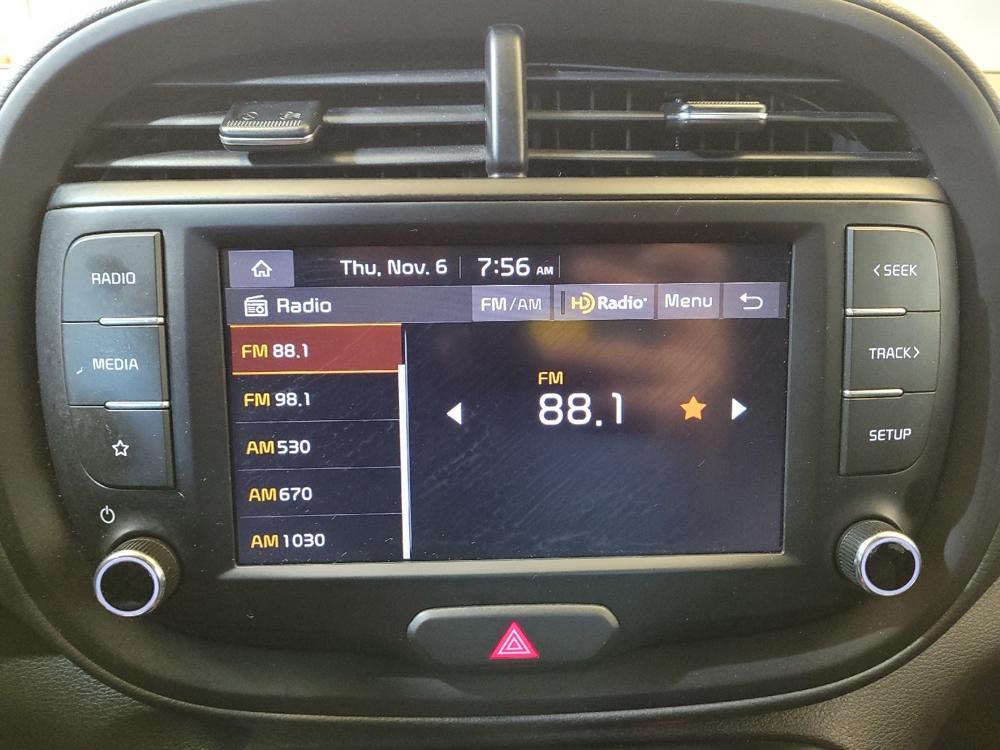 RADIO
MEDIA
Thu, Nov. 6
7:56 AM
Radio
FM/AM
HD Radio
Menu
FM 88.1
FM 98.1
AM 530
AM 670
AM 1030
FM
88.1
< SEEK
TRACK >
SETUP